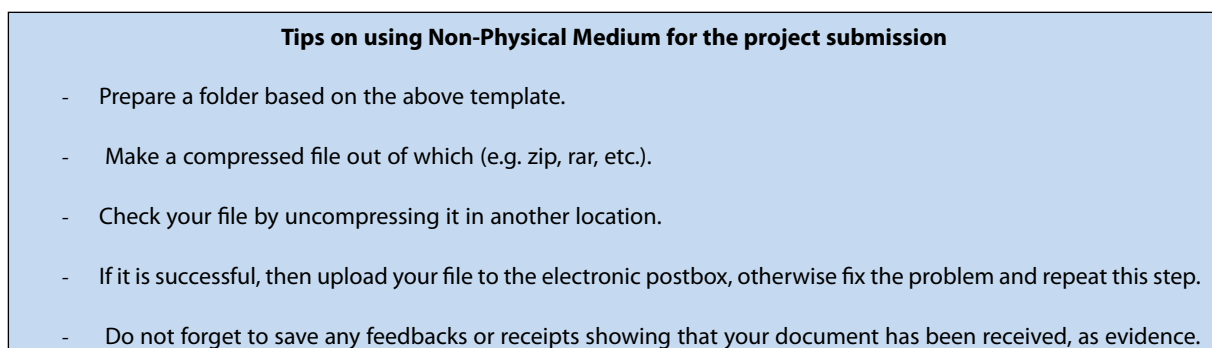 Tips on using Non-Physical Medium for the project submission
- Prepare a folder based on the above template.
- Make a compressed file out of which (e.g. zip, rar, etc.).
- Check your file by uncompressing it in another location.
- If it is successful, then upload your file to the electronic postbox, otherwise fix the problem and repeat this step.
- Do not forget to save any feedbacks or receipts showing that your document has been received, as evidence.